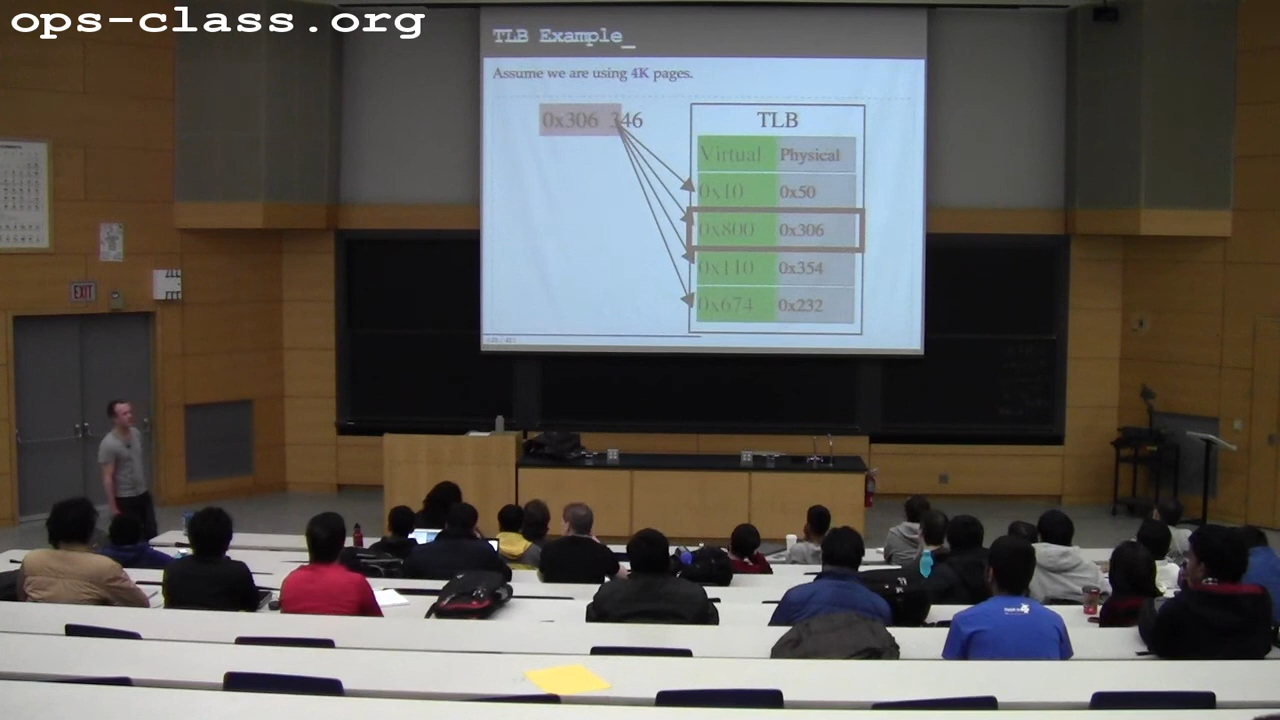 ops-class.org
TLB Example_
Assume we are using 4K pages.
0x306 346
TLB
Virtual Physical
0x10 0x50
0x800 0x306
0x110 0x354
0x674 0x232
EXIT